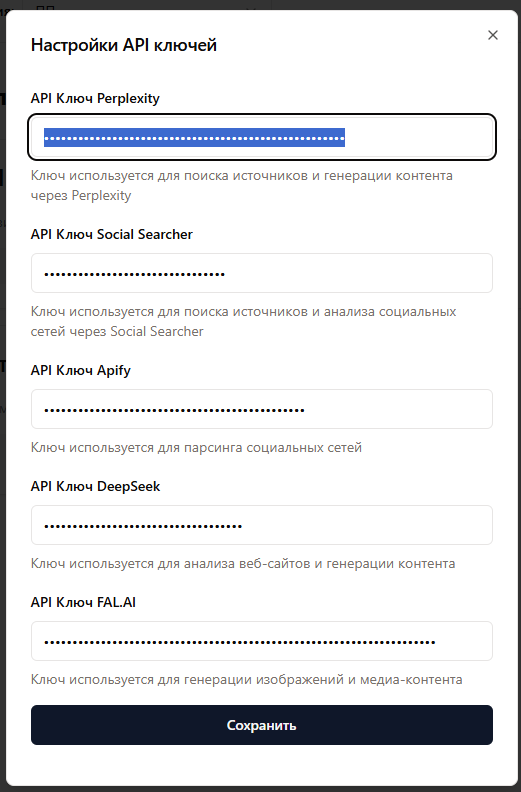 Настройки API ключей
API Ключ Perplexity
Ключ используется для поиска источников и генерации контента
через Perplexity
API Ключ Social Searcher
Ключ используется для поиска источников и анализа социальных
сетей через Social Searcher
API Ключ Apify
Ключ используется для парсинга социальных сетей
API Ключ DeepSeek
Ключ используется для анализа веб-сайтов и генерации контента
API Ключ FAL.AI
Ключ используется для генерации изображений и медиа-контента
Сохранить